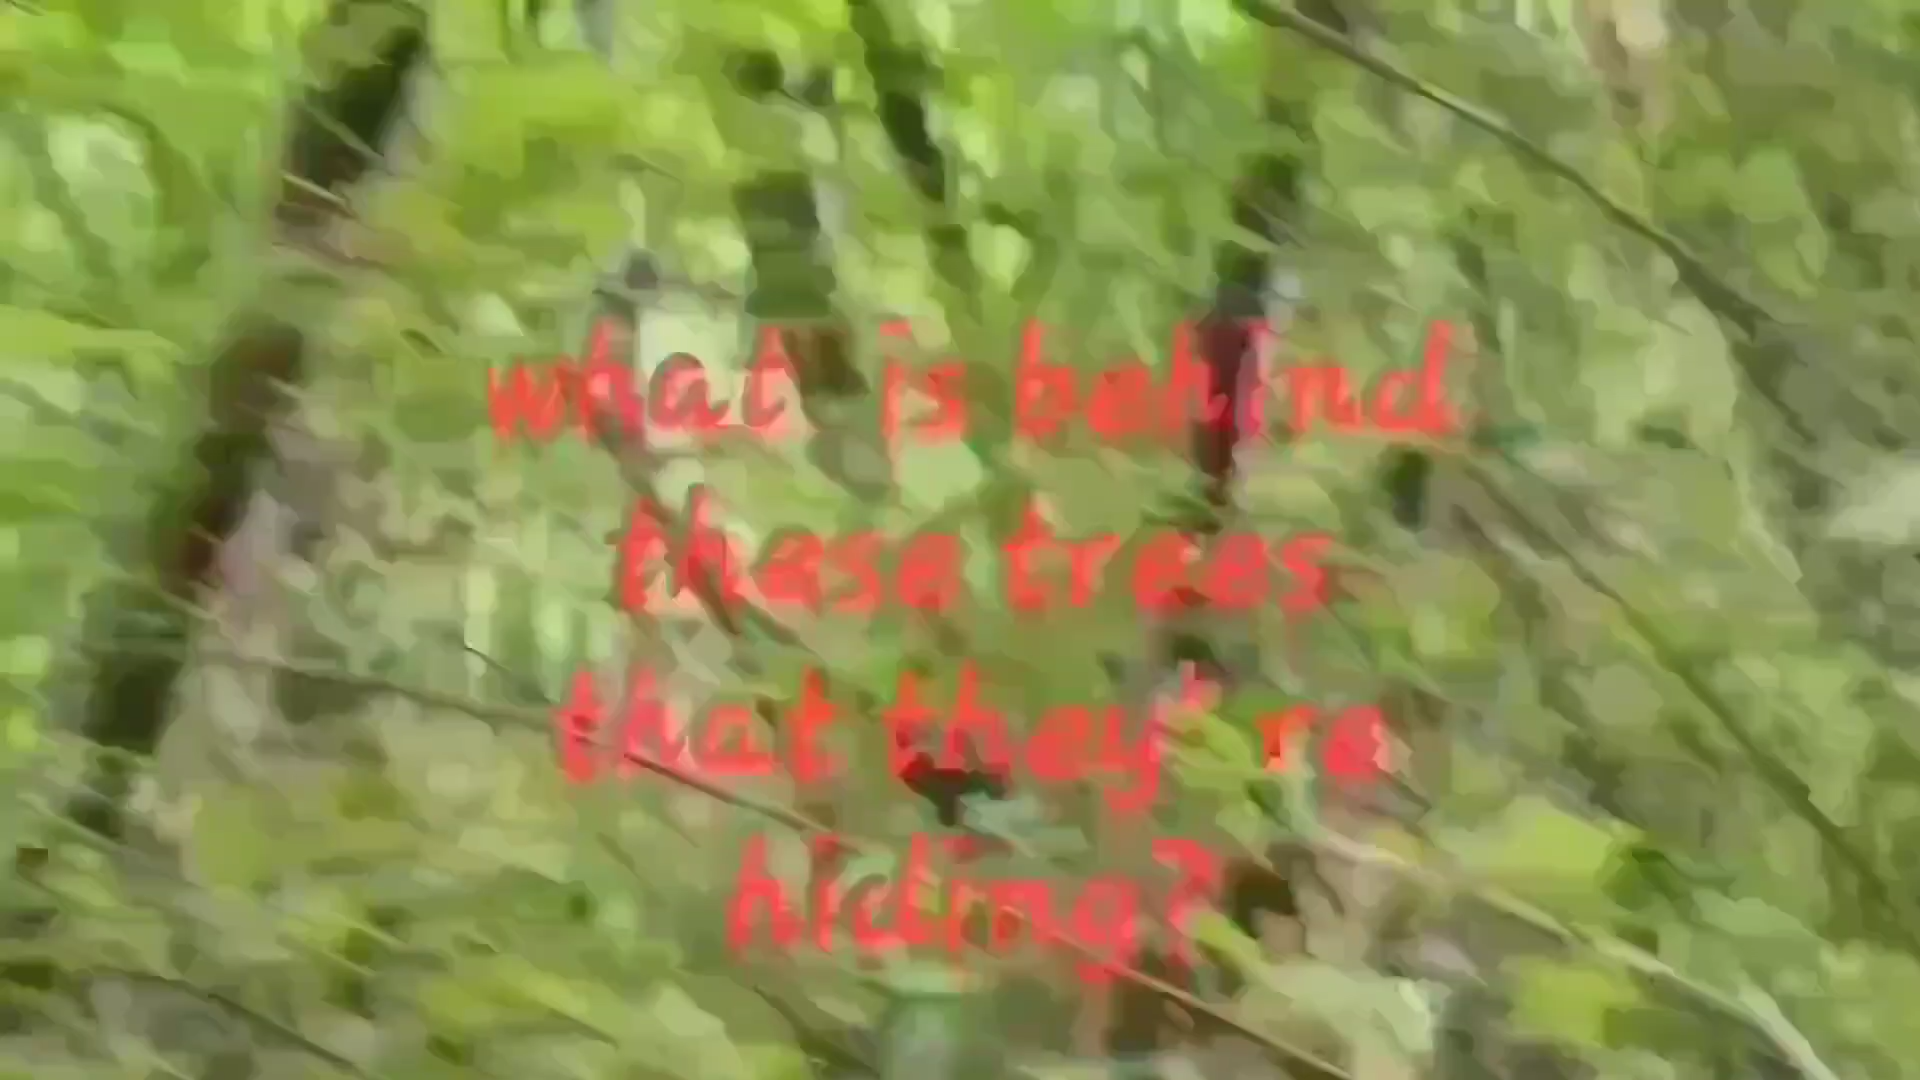 what is behind
these trees
that they're
hiding?